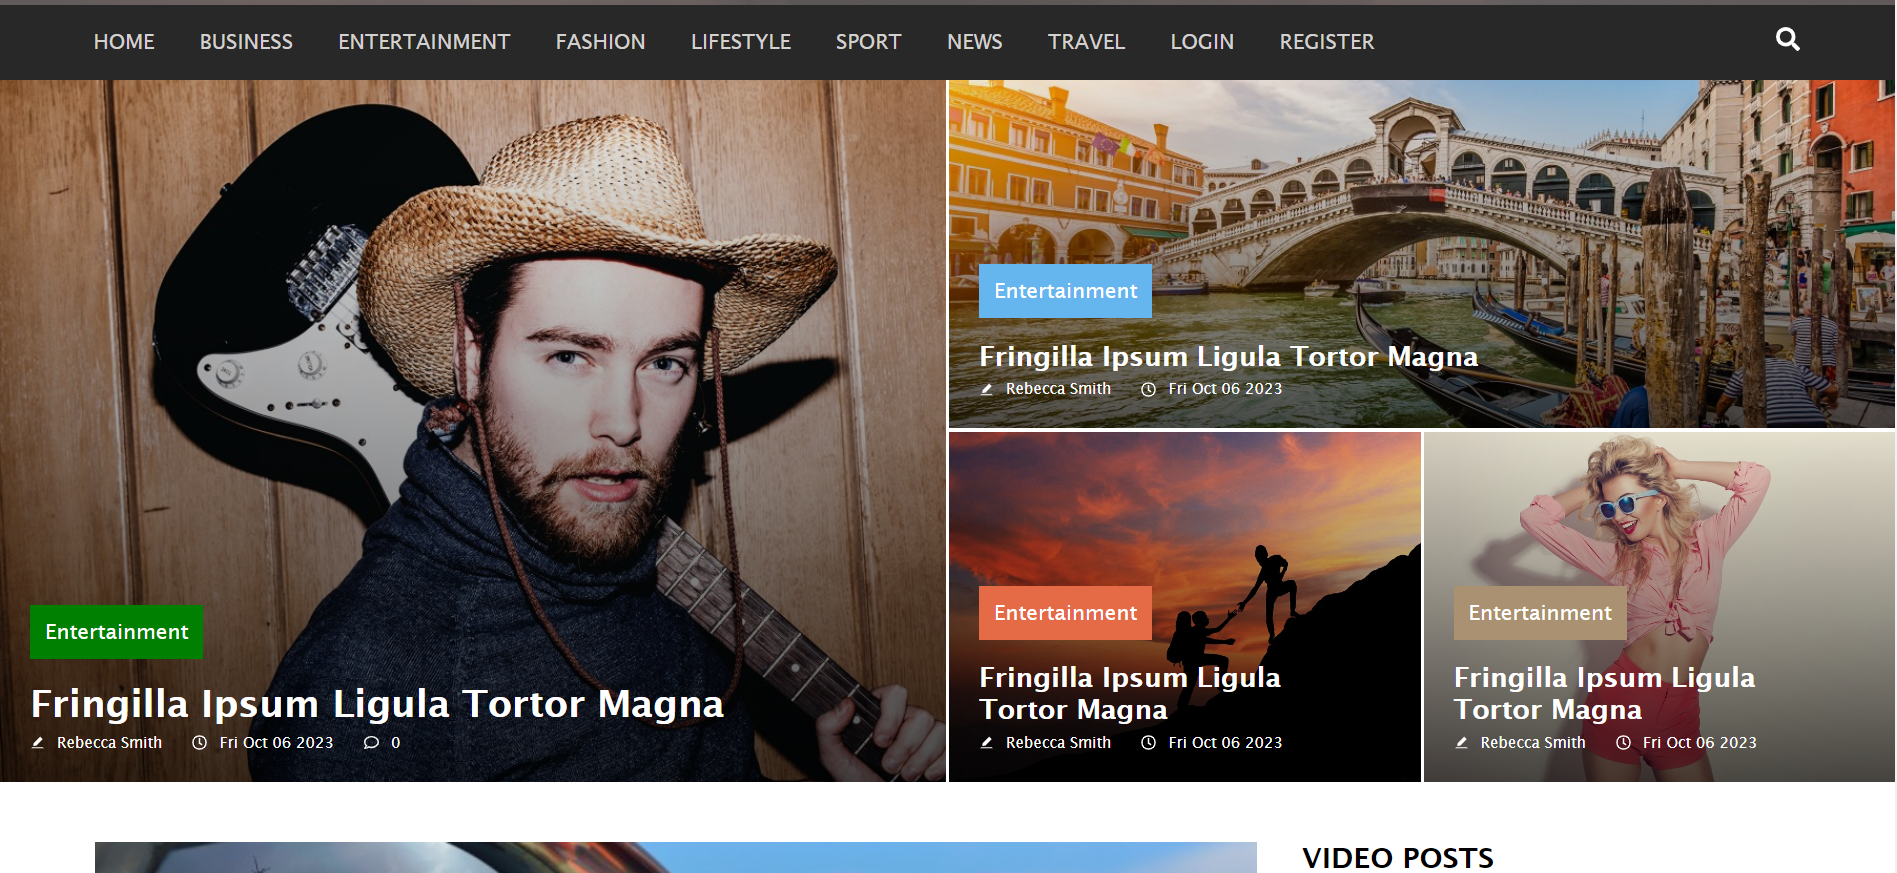 HOME BUSINESS ENTERTAINMENT FASHION LIFESTYLE SPORT NEWS TRAVEL LOGIN REGISTER
Entertainment
Fringilla Ipsum Ligula Tortor Magna
Rebecca Smith Fri Oct 06 2023 0
Entertainment
Fringilla Ipsum Ligula Tortor Magna
Rebecca Smith Fri Oct 06 2023
Entertainment
Fringilla Ipsum Ligula
Tortor Magna
Rebecca Smith Fri Oct 06 2023
Entertainment
Fringilla Ipsum Ligula
Tortor Magna
Rebecca Smith Fri Oct 06 2023
VIDEO POSTS